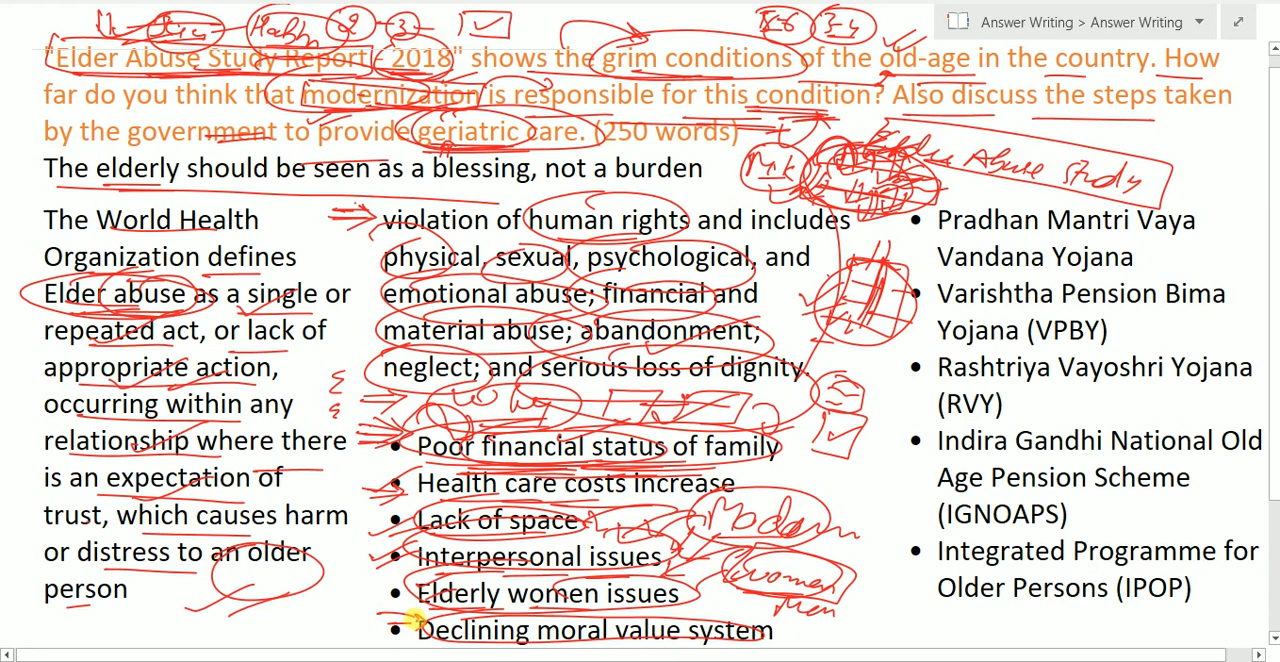 Answer Writing > Answer Writing
"Elder Abuse Study Report - 2018" shows the grim conditions of the old-age in the country. How
far do you think that modernization is responsible for this condition? Also discuss the steps taken
by the government to provide geriatric care. (250 words)
The elderly should be seen as a blessing, not a burden
Abuse Study
The World Health
Organization defines
Elder abuse as a single or
repeated act, or lack of
appropriate action,
occurring within any
relationship where there
is an expectation of
trust, which causes harm
or distress to an older
person
violation of human rights and includes
physical, sexual, psychological, and
emotional abuse; financial and
material abuse; abandonment;
neglect; and serious loss of dignity.
• Poor financial status of family
• Health care costs increase
• Lack of space
• Interpersonal issues
• Elderly women issues
• Declining moral value system
Modern
women
men
• Pradhan Mantri Vaya
Vandana Yojana
• Varishtha Pension Bima
Yojana (VPBY)
• Rashtriya Vayoshri Yojana
(RVY)
• Indira Gandhi National Old
Age Pension Scheme
(IGNOAPS)
• Integrated Programme for
Older Persons (IPOP)